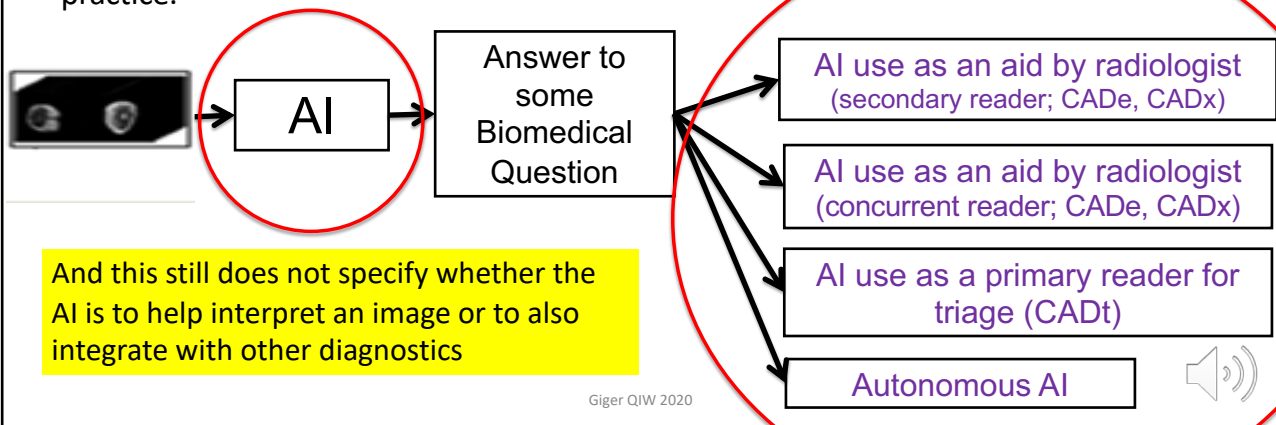 practice?
AI
Answer to
some
Biomedical
Question
AI use as an aid by radiologist
(secondary reader; CADe, CADx)
AI use as an aid by radiologist
(concurrent reader; CADe, CADx)
AI use as a primary reader for
triage (CADt)
Autonomous AI
And this still does not specify whether the
AI is to help interpret an image or to also
integrate with other diagnostics
Giger QIW 2020